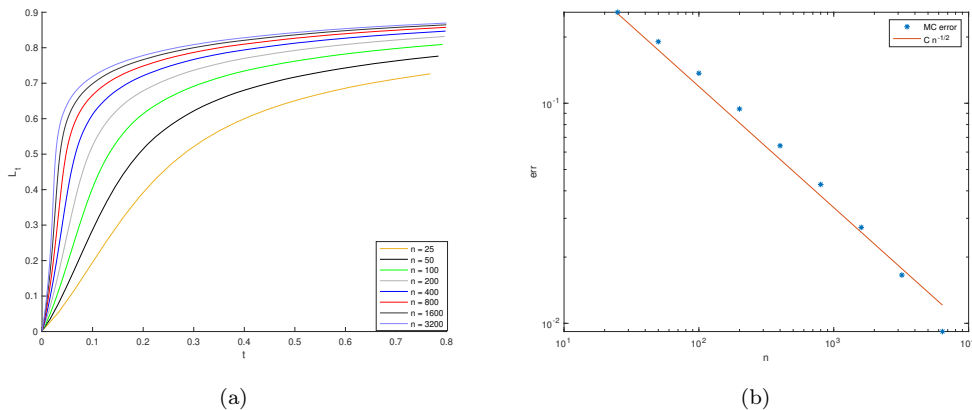 0.9
0.8
0.7
0.6
0.5
0.4
0.3
0.2
0.1
0
L_t
0 0.1 0.2 0.3 0.4 0.5 0.6 0.7 0.8
t
n = 25
n = 50
n = 100
n = 200
n = 400
n = 800
n = 1600
n = 3200
(a)
MC error
C n^{-1/2}
10^{-1}
10^{-2}
err
10^1 10^2 10^3 10^4
n
(b)